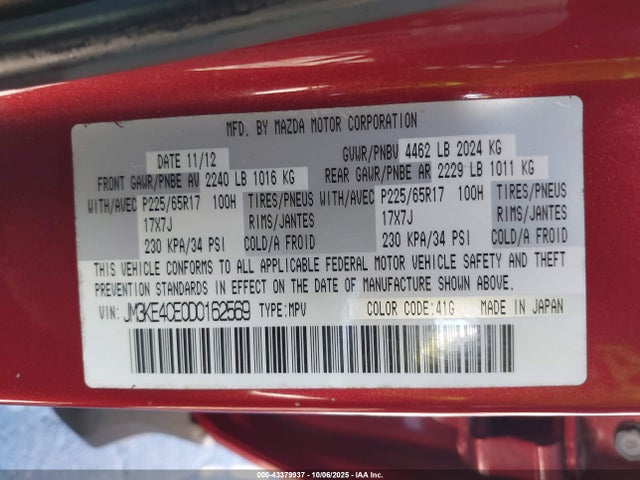 MFD. BY MAZDA MOTOR CORPORATION
DATE 11/12 GVWR/PNBV 4462 LB 2024 KG
FRONT GAWR/PNBE AV 2240 LB 1016 KG REAR GAWR/PNBE AR 2229 LB 1011 KG
WITH/AVEC P225/65R17 100H TIRES/PNEUS WITH/AVEC P225/65R17 100H TIRES/PNEUS
17X7J RIMS/JANTES 17X7J RIMS/JANTES
230 KPA/34 PSI COLD/A FROID 230 KPA/34 PSI COLD/A FROID
THIS VEHICLE CONFORMS TO ALL APPLICABLE FEDERAL MOTOR VEHICLE SAFETY AND THEFT
PREVENTION STANDARDS IN EFFECT ON THE DATE OF MANUFACTURE SHOWN ABOVE.
VIN: JM3KE4CE0D0162569 TYPE:MPV COLOR CODE:41G MADE IN JAPAN
000-43379937 - 10/06/2025 - IAA Inc.